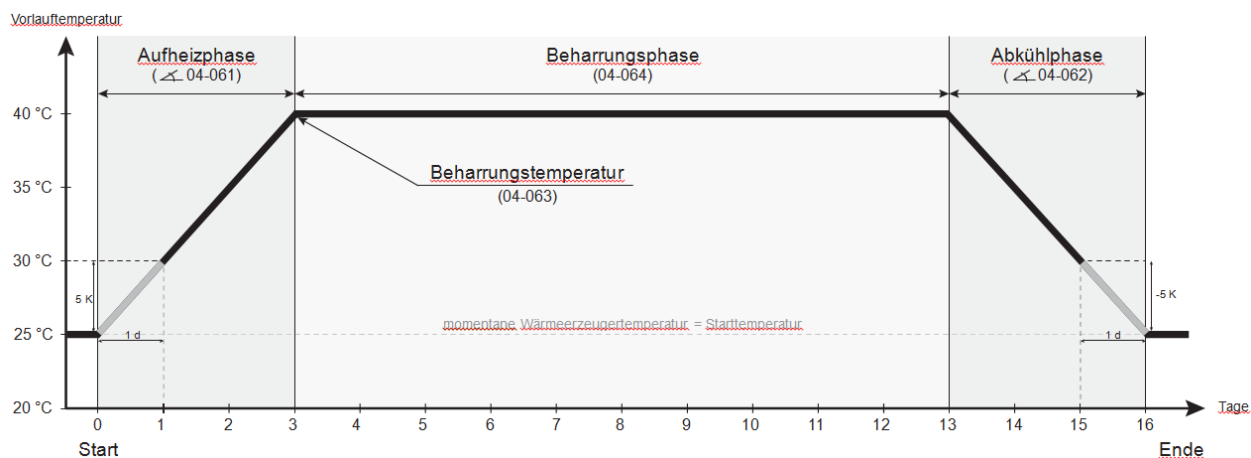 Vorlauftemperatur
Aufheizphase
(∡ 04-061)
Beharrungsphase
(04-064)
Abkühlphase
(∡ 04-062)
40 °C
35 °C
Beharrungstemperatur
(04-063)
30 °C
5 K
-5 K
25 °C
momentane Wärmeerzeugertemperatur = Starttemperatur
1 d
1 d
20 °C
Tage
0 1 2 3 4 5 6 7 8 9 10 11 12 13 14 15 16
Start
Ende